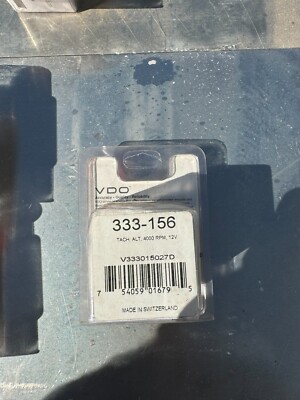 VDO
333-156
TACH, ALT, 4000 RPM, 12V
V333015027D
7 54059 01679 5
MADE IN SWITZERLAND